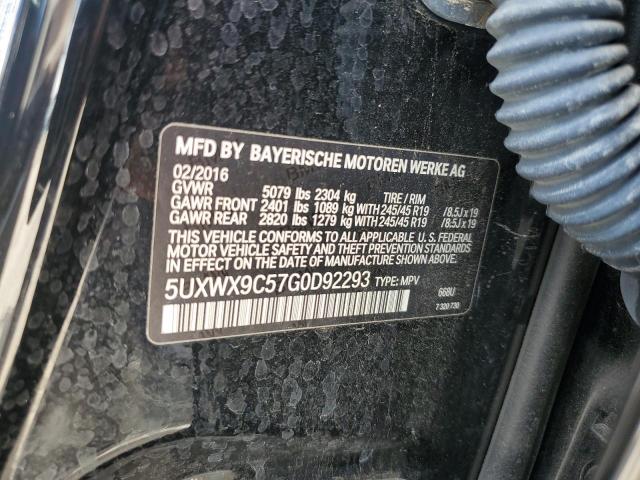 MFD BY BAYERISCHE MOTOREN WERKE AG
02/2016
GVWR 5079 lbs 2304 kg TIRE / RIM
GAWR FRONT 2401 lbs 1089 kg WITH 245/45 R19 /8.5J x 19
GAWR REAR 2820 lbs 1279 kg WITH 245/45 R19 /8.5J x 19
THIS VEHICLE CONFORMS TO ALL APPLICABLE U. S. FEDERAL
MOTOR VEHICLE SAFETY AND THEFT PREVENTION STANDARDS
IN EFFECT ON THE DATE OF MANUFACTURE SHOWN ABOVE.
5UXWX9C57G0D92293 TYPE: MPV
668U
7 320 730